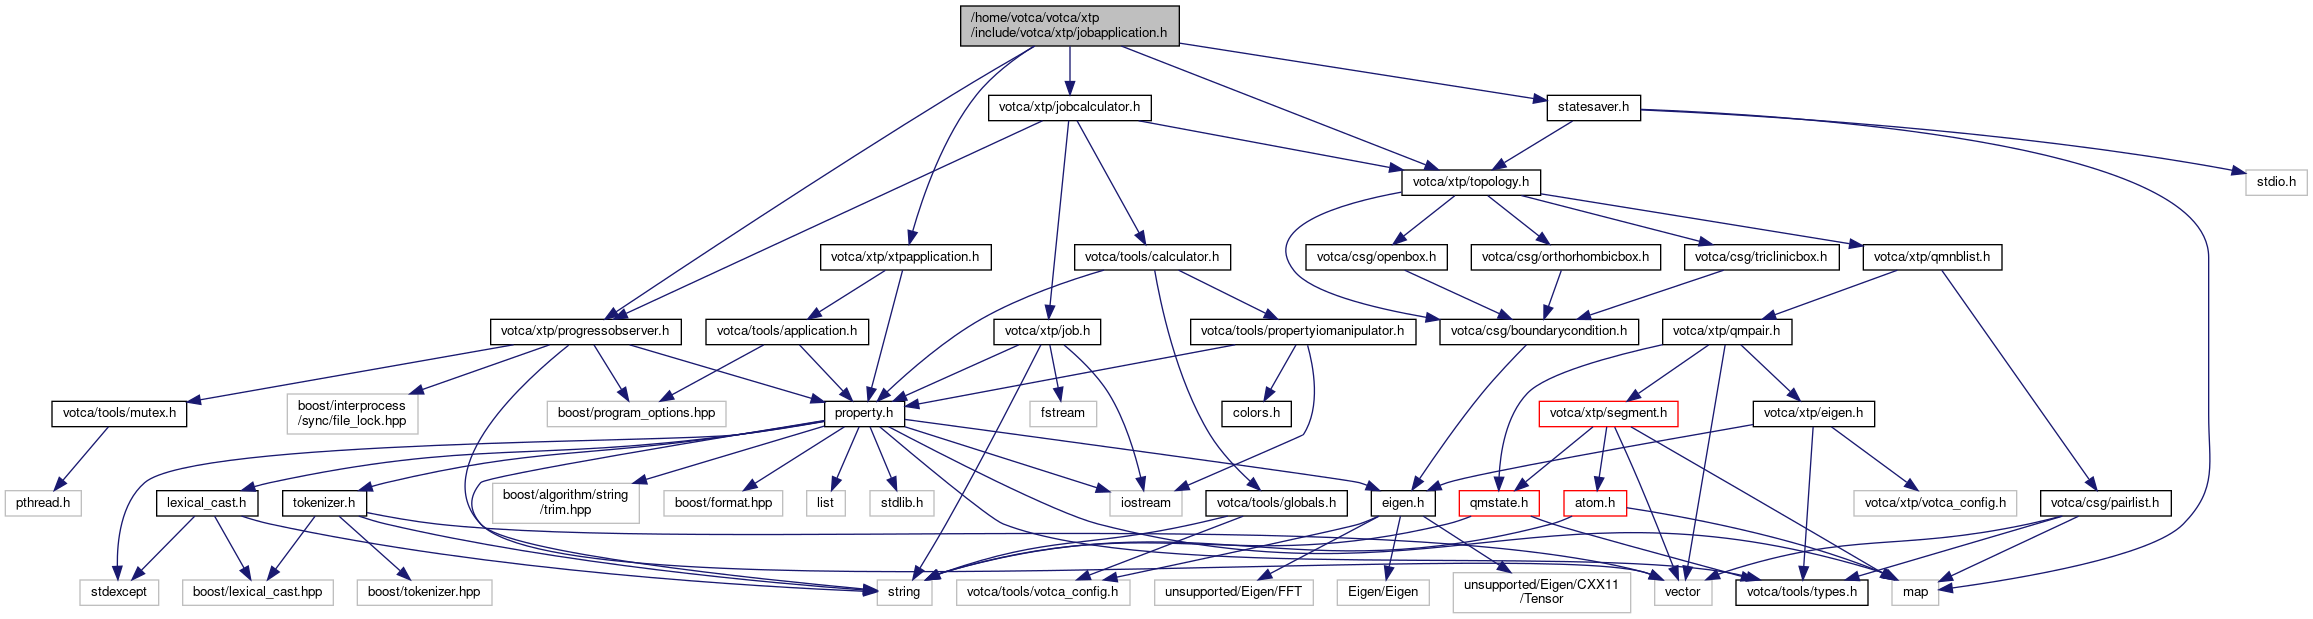 /home/votca/votca/xtp
/include/votca/xtp/jobapplication.h
votca/xtp/jobcalculator.h
statesaver.h
votca/xtp/topology.h
stdio.h
votca/xtp/xtpapplication.h
votca/tools/calculator.h
votca/csg/openbox.h
votca/csg/orthorhombicbox.h
votca/csg/triclinicbox.h
votca/xtp/qmnblist.h
votca/xtp/progressobserver.h
votca/tools/application.h
votca/xtp/job.h
votca/tools/propertyiomanipulator.h
votca/csg/boundarycondition.h
votca/xtp/qmpair.h
votca/tools/mutex.h
boost/interprocess
/sync/file_lock.hpp
boost/program_options.hpp
property.h
fstream
colors.h
votca/xtp/segment.h
votca/xtp/eigen.h
pthread.h
lexical_cast.h
tokenizer.h
boost/algorithm/string
/trim.hpp
boost/format.hpp
list
stdlib.h
iostream
votca/tools/globals.h
eigen.h
qmstate.h
atom.h
votca/xtp/votca_config.h
votca/csg/pairlist.h
stdexcept
boost/lexical_cast.hpp
boost/tokenizer.hpp
string
votca/tools/votca_config.h
unsupported/Eigen/FFT
Eigen/Eigen
unsupported/Eigen/CXX11
/Tensor
vector
votca/tools/types.h
map